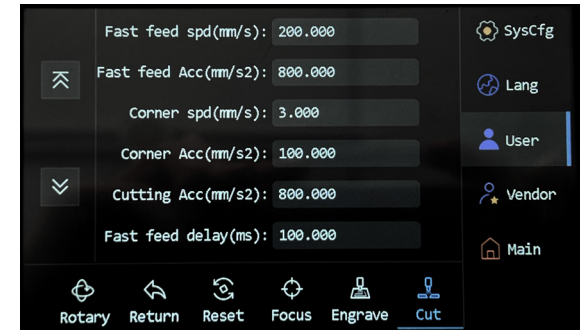 Fast feed spd(mm/s): 200.000
Fast feed Acc(mm/s2): 800.000
Corner spd(mm/s): 3.000
Corner Acc(mm/s2): 100.000
Cutting Acc(mm/s2): 800.000
Fast feed delay(ms): 100.000
SysCfg
Lang
User
Vendor
Main
Rotary Return Reset Focus Engrave Cut